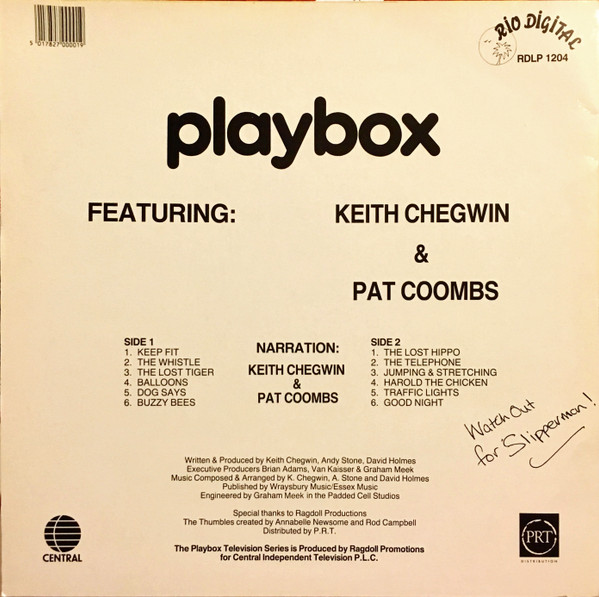 5 017827 000019
RIO DIGITAL
RDLP 1204
playbox
FEATURING: KEITH CHEGWIN
&
PAT COOMBS
SIDE 1
1. KEEP FIT
2. THE WHISTLE
3. THE LOST TIGER
4. BALLOONS
5. DOG SAYS
6. BUZZY BEES
NARRATION:
KEITH CHEGWIN
&
PAT COOMBS
SIDE 2
1. THE LOST HIPPO
2. THE TELEPHONE
3. JUMPING & STRETCHING
4. HAROLD THE CHICKEN
5. TRAFFIC LIGHTS
6. GOOD NIGHT
Watch Out
for 'Slipperman'!
Written & Produced by Keith Chegwin, Andy Stone, David Holmes
Executive Producers Brian Adams, Van Kaisser & Graham Meek
Music Composed & Arranged by K. Chegwin, A. Stone and David Holmes
Published by Wraysbury Music/Essex Music
Engineered by Graham Meek in the Padded Cell Studios
Special thanks to Ragdoll Productions
The Thumbles created by Annabelle Newsome and Rod Campbell
Distributed by P.R.T.
The Playbox Television Series is Produced by Ragdoll Promotions
for Central Independent Television P.L.C.
CENTRAL
PRT
DISTRIBUTION